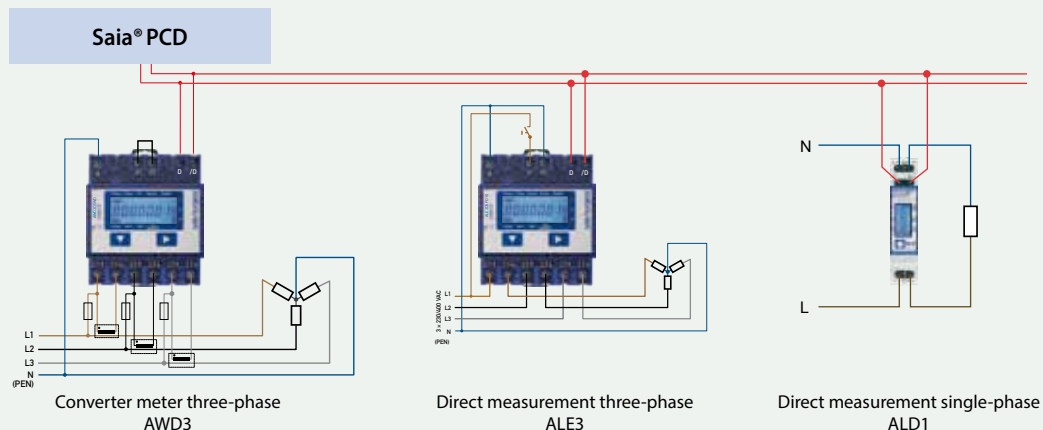 Saia® PCD
D /D
D /D
L1
L2
L3
N
(PEN)
3 × 230/400 VAC
L1
L2
L3
N
(PEN)
N
L
Converter meter three-phase
AWD3
Direct measurement three-phase
ALE3
Direct measurement single-phase
ALD1